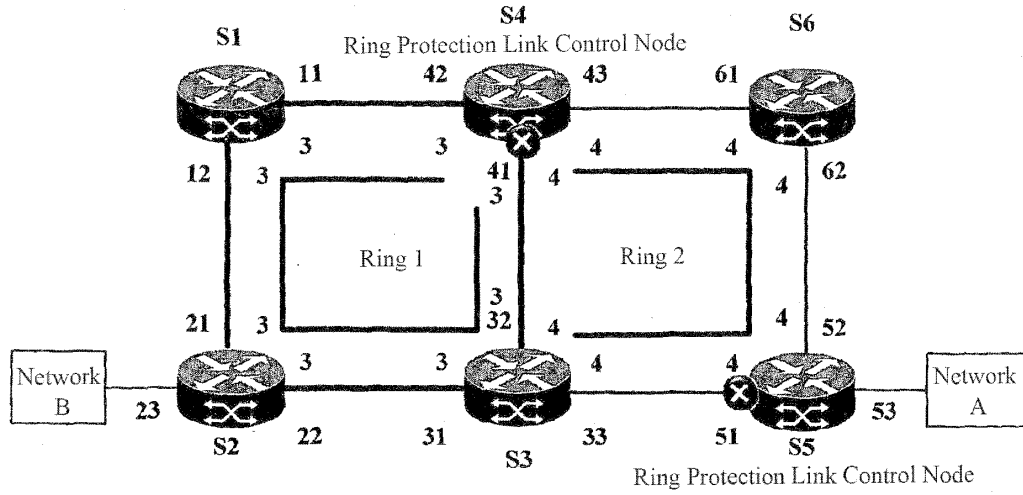 S4
S1
S6
Ring Protection Link Control Node
11
42
43
61
3
3
4
4
12
3
41
4
4
62
3
Ring 1
Ring 2
3
21
3
32
4
4
52
3
3
4
4
Network
B
Network
A
23
53
22
31
33
51
S2
S3
S5
Ring Protection Link Control Node